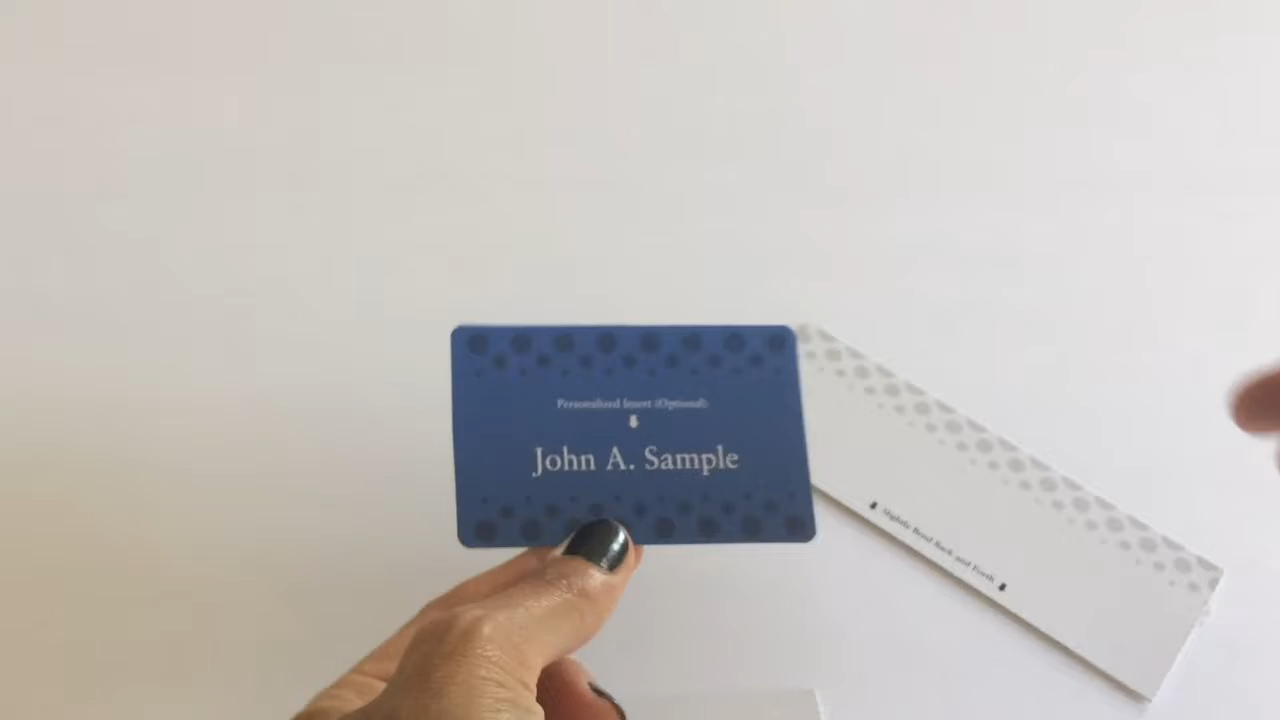 Personalized Insert (Optional)
John A. Sample
Slightly Bend Back and Forth